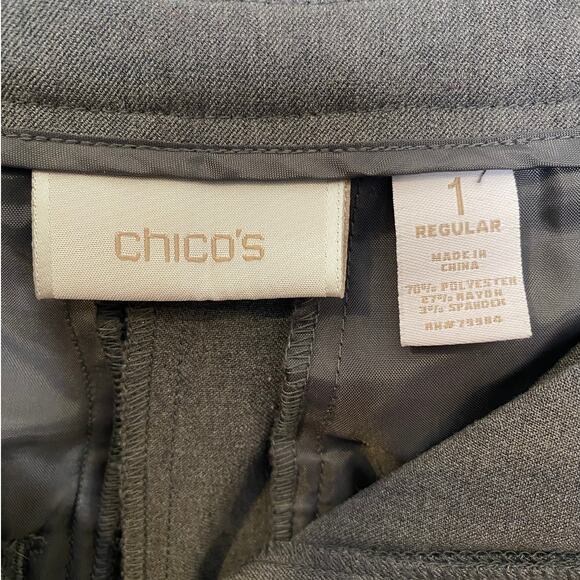 chico's
1
REGULAR
MADE IN
CHINA
70% POLYESTER
27% RAYON
3% SPANDEX
RN#79984